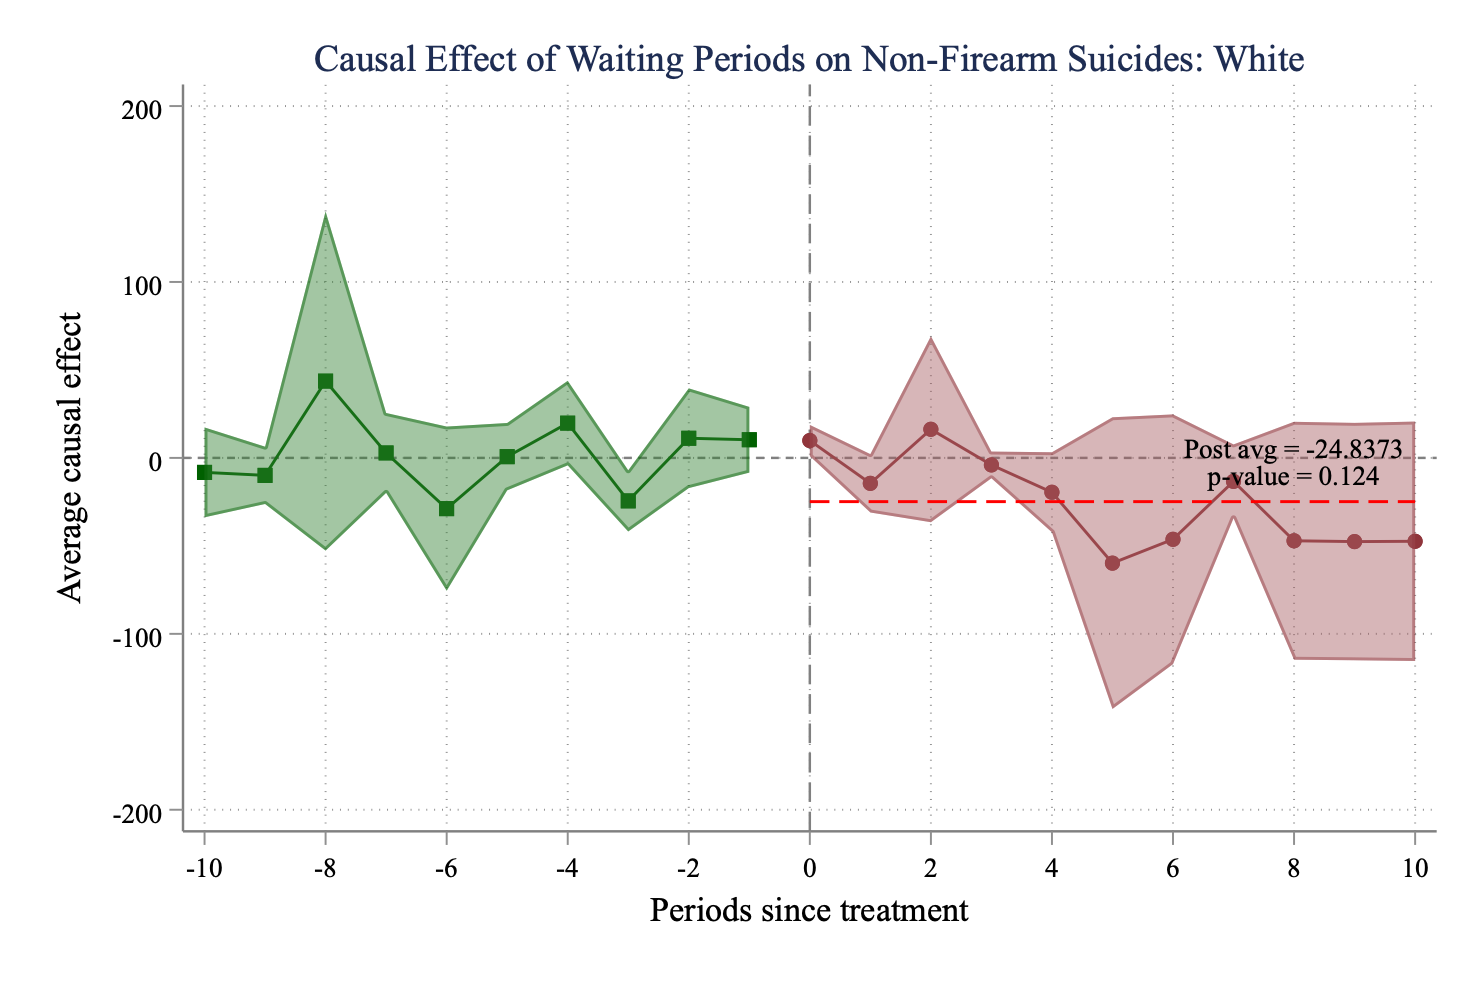 Causal Effect of Waiting Periods on Non-Firearm Suicides: White
200
100
0
-100
-200
Average causal effect
Post avg = -24.8373
p-value = 0.124
-10 -8 -6 -4 -2 0 2 4 6 8 10
Periods since treatment